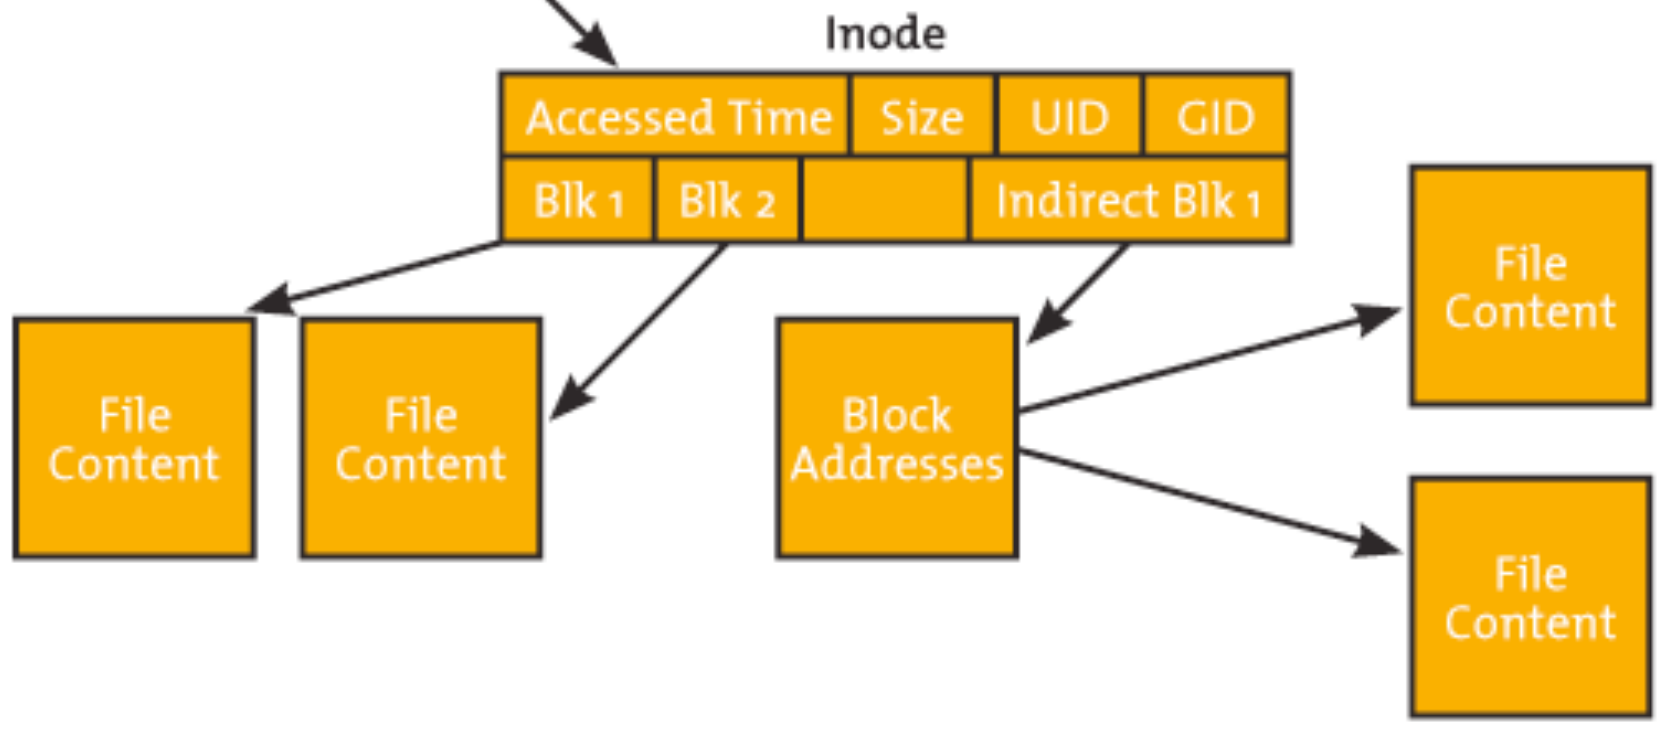 Inode
Accessed Time Size UID GID
Blk 1 Blk 2 Indirect Blk 1
File
Content
File
Content
Block
Addresses
File
Content
File
Content